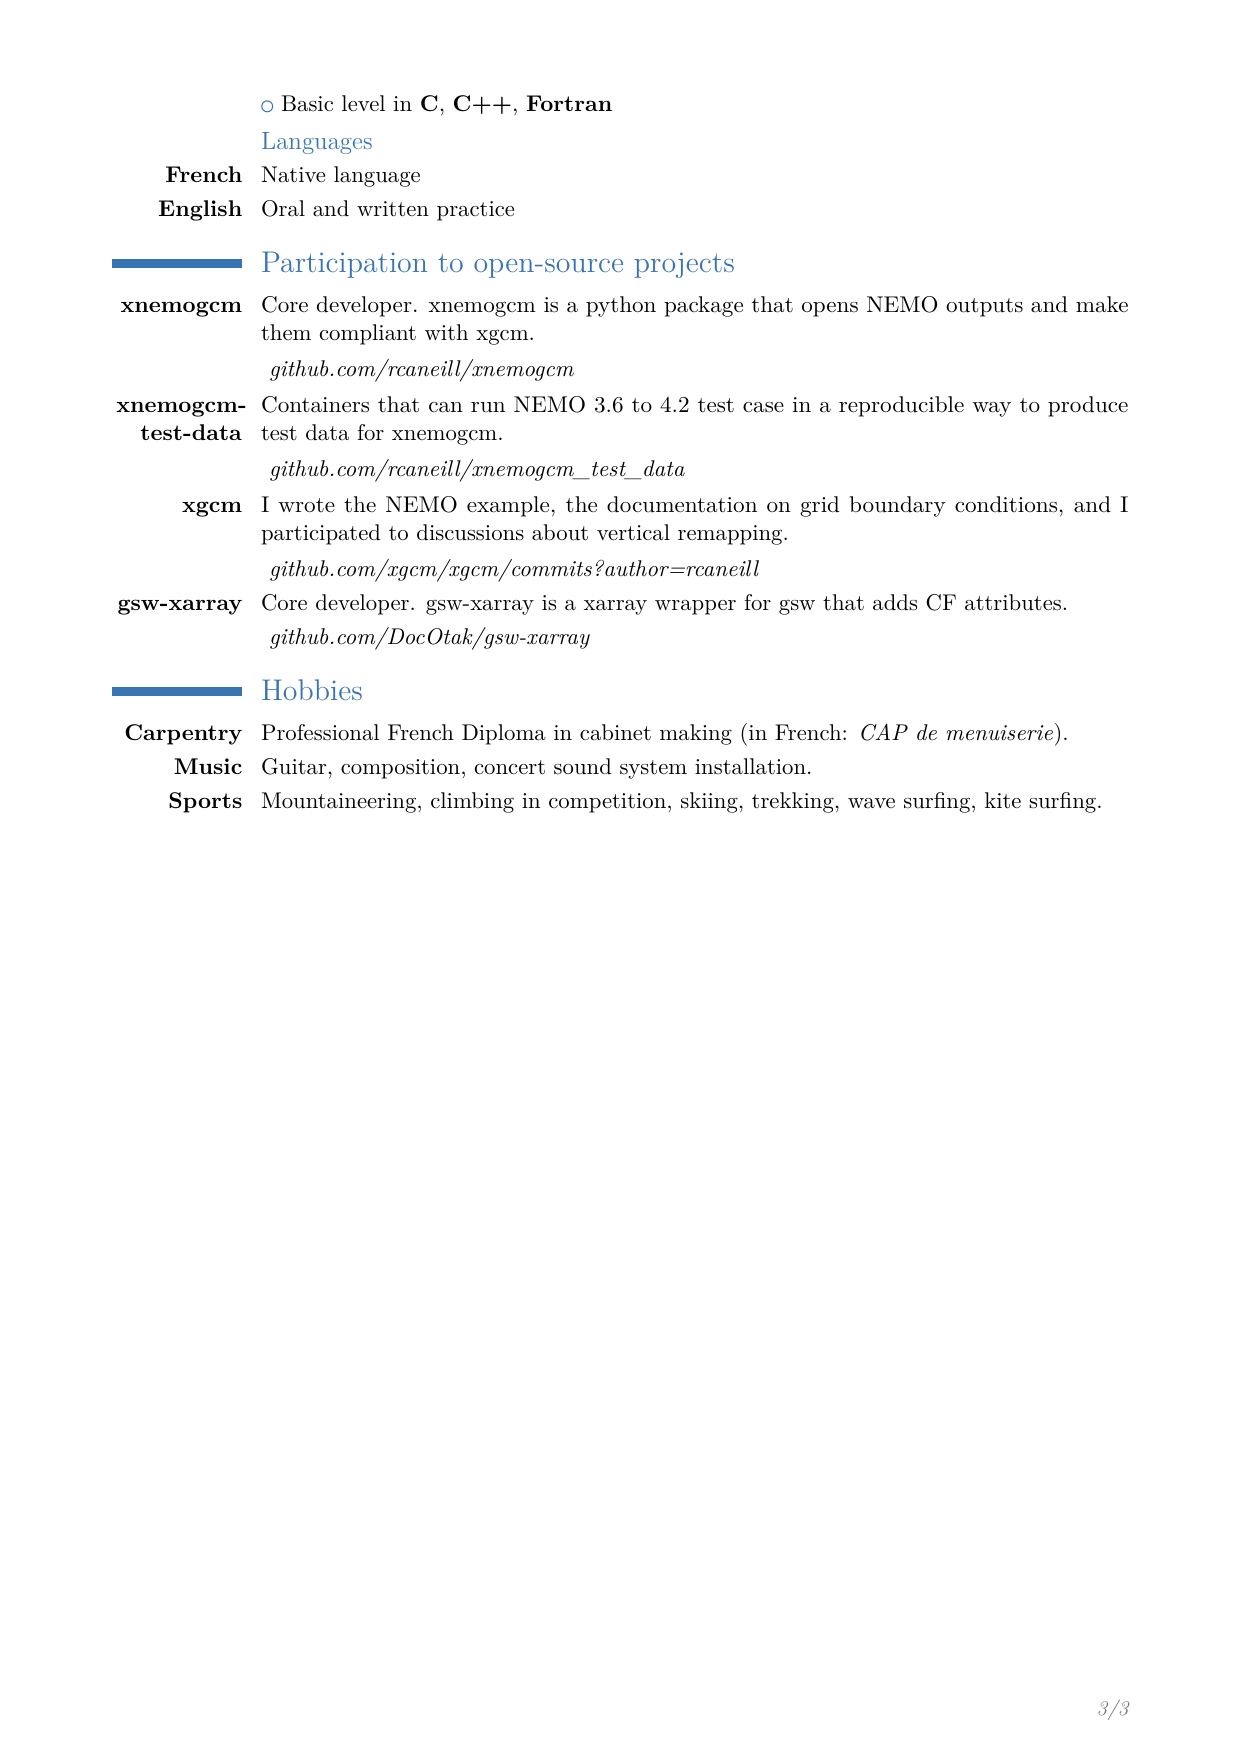 ○ Basic level in C, C++, Fortran
Languages
French Native language
English Oral and written practice
Participation to open-source projects
xnemogcm Core developer. xnemogcm is a python package that opens NEMO outputs and make
them compliant with xgcm.
github.com/rcaneill/xnemogcm
xnemogcm- Containers that can run NEMO 3.6 to 4.2 test case in a reproducible way to produce
test-data test data for xnemogcm.
github.com/rcaneill/xnemogcm_test_data
xgcm I wrote the NEMO example, the documentation on grid boundary conditions, and I
participated to discussions about vertical remapping.
github.com/xgcm/xgcm/commits?author=rcaneill
gsw-xarray Core developer. gsw-xarray is a xarray wrapper for gsw that adds CF attributes.
github.com/DocOtak/gsw-xarray
Hobbies
Carpentry Professional French Diploma in cabinet making (in French: CAP de menuiserie).
Music Guitar, composition, concert sound system installation.
Sports Mountaineering, climbing in competition, skiing, trekking, wave surfing, kite surfing.
3/3